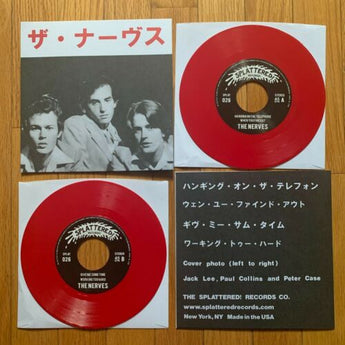 ザ・ナーヴス
SPLATTERED!
028
A
HANGING ON THE TELEPHONE
WHEN YOU FIND OUT
THE NERVES
SPLATTERED!
028
B
GIVE ME SOME TIME
WORKING TOO HARD
THE NERVES
ハンギング・オン・ザ・テレフォン
ウェン・ユー・ファインド・アウト
ギヴ・ミー・サム・タイム
ワーキング・トゥー・ハード
Cover photo (left to right)
Jack Lee, Paul Collins and Peter Case
THE SPLATTERED! RECORDS CO.
www.splatteredrecords.com
New York, NY Made in the USA